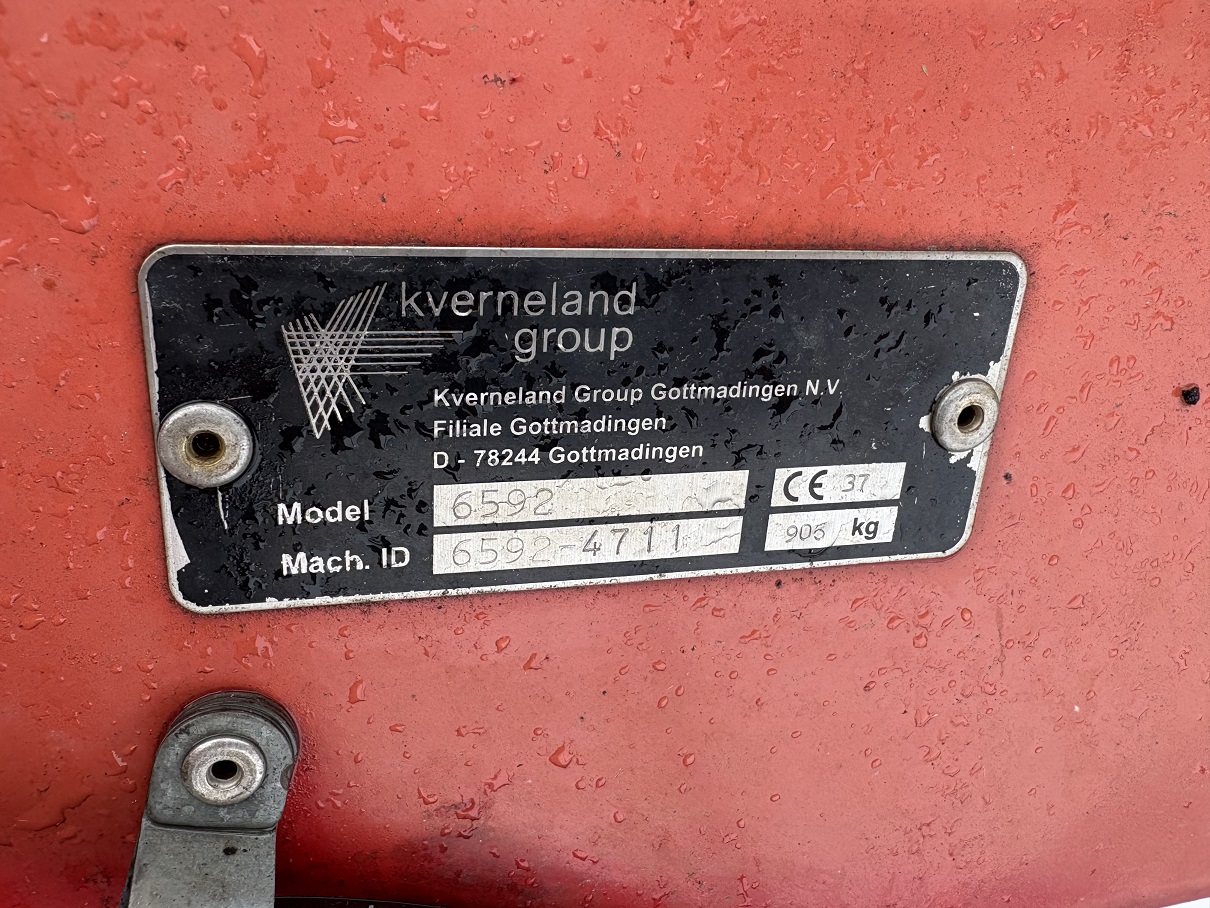 kverneland
group
Kverneland Group Gottmadingen N.V.
Filiale Gottmadingen
D - 78244 Gottmadingen
Model 6592 CE 37
Mach. ID 6592-4711 905 kg